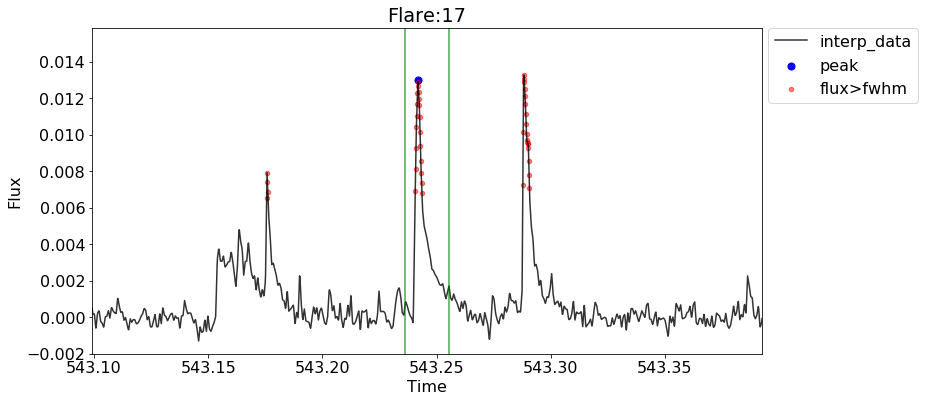 Flare:17
interp_data
peak
flux>fwhm
Flux
0.014
0.012
0.010
0.008
0.006
0.004
0.002
0.000
−0.002
543.10 543.15 543.20 543.25 543.30 543.35
Time